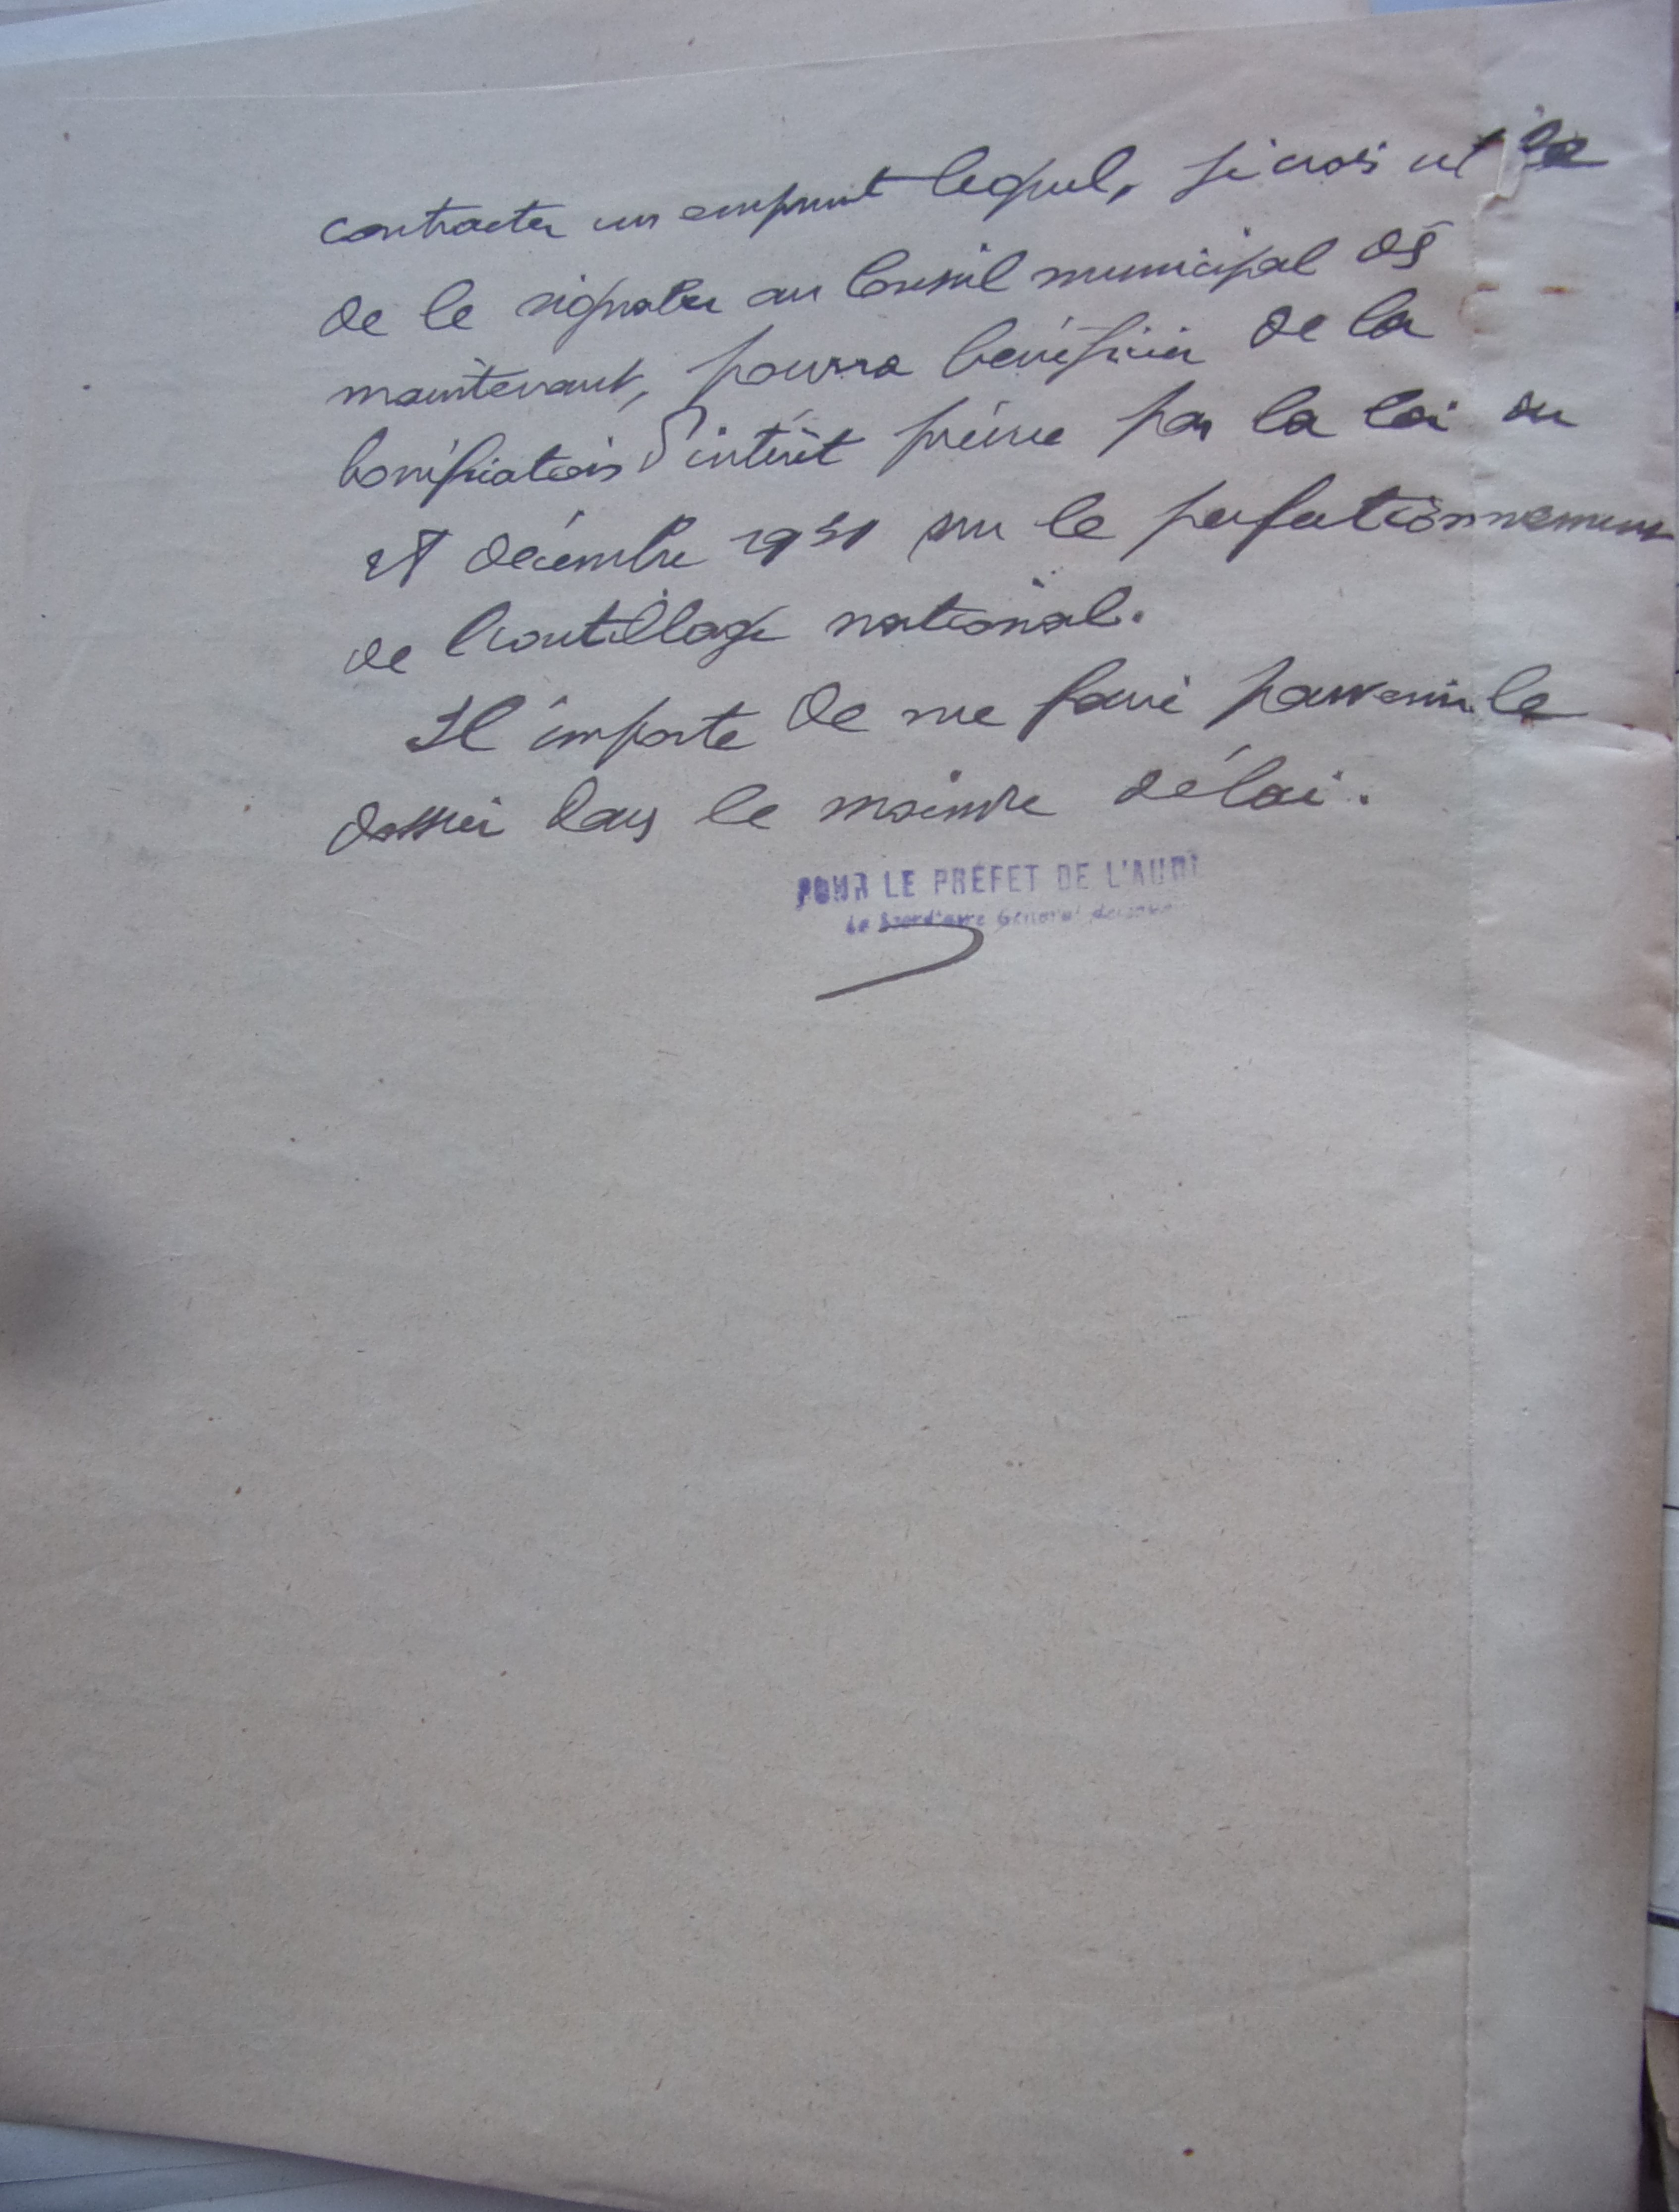 contracter un emprunt lequel, je crois utile
de le signaler au Conseil municipal dès
maintenant, pourra bénéficier de la
bonification d'intérêt prévue par la loi du
28 décembre 1931 sur le perfectionnement
de l'outillage national.
Il importe de me faire parvenir le
dossier dans le moindre délai.
POUR LE PRÉFET DE L'AUDE
Le Secrétaire Général